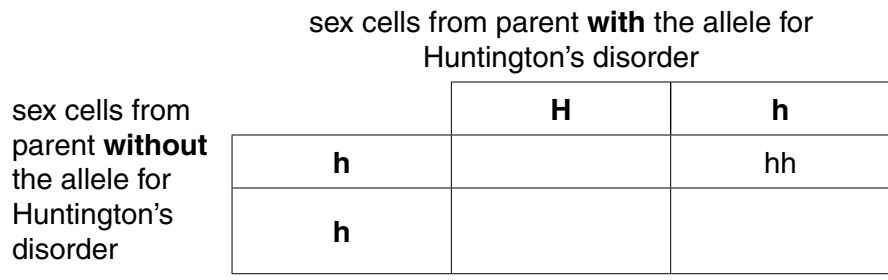 sex cells from parent with the allele for
Huntington’s disorder
sex cells from
parent without
the allele for
Huntington’s
disorder
H h
h hh
h